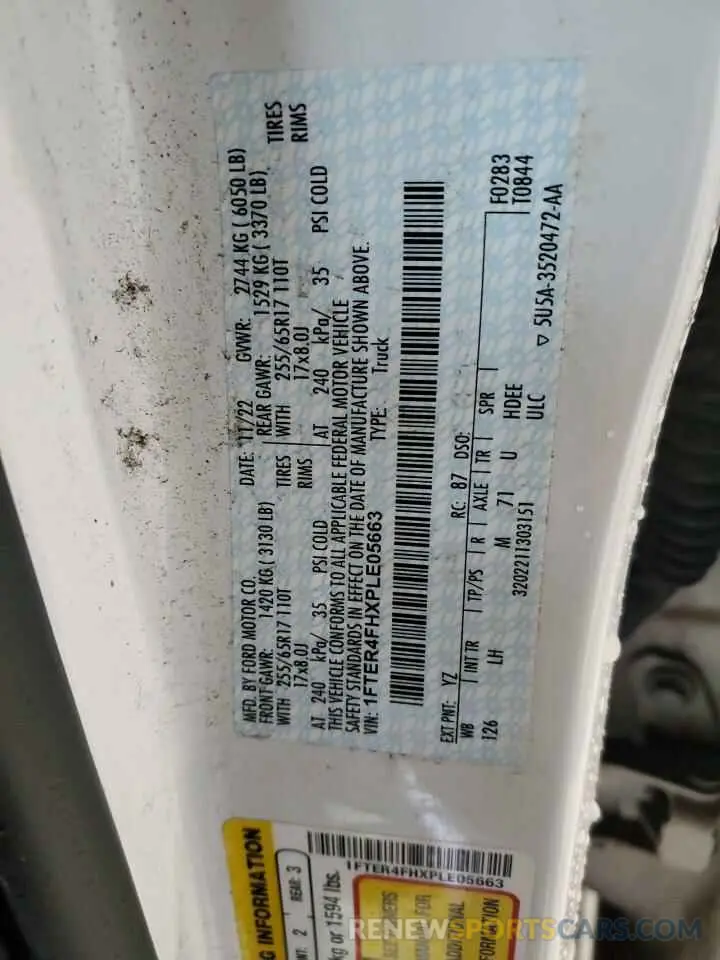 MFD. BY FORD MOTOR CO.
DATE: 11/22 GVWR: 2744 KG ( 6050 LB)
FRONT GAWR: 1420 KG ( 3130 LB) REAR GAWR: 1529 KG ( 3370 LB)
WITH 255/65R17 110T TIRES WITH 255/65R17 110T TIRES
17x8.0J RIMS 17x8.0J RIMS
AT 240 kPa/ 35 PSI COLD AT 240 kPa/ 35 PSI COLD
THIS VEHICLE CONFORMS TO ALL APPLICABLE FEDERAL MOTOR VEHICLE
SAFETY STANDARDS IN EFFECT ON THE DATE OF MANUFACTURE SHOWN ABOVE.
VIN: 1FTER4FHXPLE05663 TYPE: Truck
EXT PNT: YZ RC: 87 DSO: F0283
WB INT TR TP/PS R AXLE TR SPR T0844
126 LH M 71 U HDEE
ULC
3202211303151
▽ 5U5A-3520472-AA
INFORMATION
2 REAR: 3
kg or 1594 lbs.
1FTER4FHXPLE05663
FOR
REPAIRABLESPORTSCARS.COM